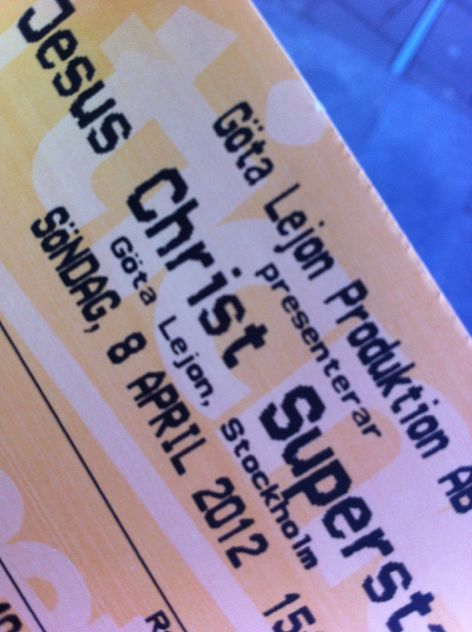 Göta Lejon Produktion AB
presenterar
Jesus Christ Superst
Göta Lejon, Stockholm
SÖNDAG, 8 APRIL 2012 15